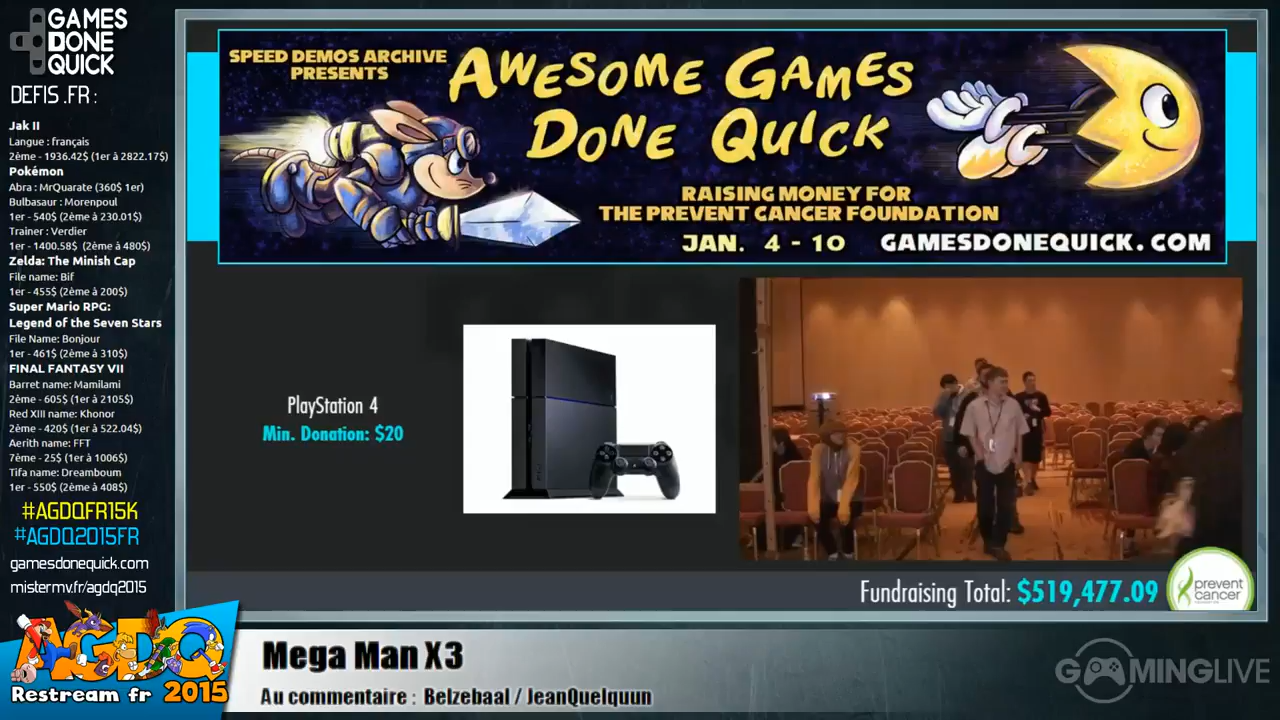 GAMES
DONE
QUICK
DEFIS .FR :
Jak II
Langue : français
2ème - 1936.42$ (1er à 2822.17$)
Pokémon
Abra : MrQuarate (360$ 1er)
Bulbasaur : Morenpoul
1er - 540$ (2ème à 230.01$)
Trainer : Verdier
1er - 1400.58$ (2ème à 480$)
Zelda: The Minish Cap
File name: Bif
1er - 455$ (2ème à 200$)
Super Mario RPG:
Legend of the Seven Stars
File Name: Bonjour
1er - 461$ (2ème à 310$)
FINAL FANTASY VII
Barret name: Mamilami
2ème - 605$ (1er à 2105$)
Red XIII name: Khonor
2ème - 420$ (1er à 522.04$)
Aerith name: FFT
7ème - 25$ (1er à 1006$)
Tifa name: Dreamboum
1er - 550$ (2ème à 408$)
#AGDQFR15K
#AGDQ2015FR
gamesdonequick.com
mistermv.fr/agdq2015
AGDQ
Restream fr 2015
SPEED DEMOS ARCHIVE
PRESENTS
AWESOME GAMES
DONE QUICK
RAISING MONEY FOR
THE PREVENT CANCER FOUNDATION
JAN. 4 - 10 GAMESDONEQUICK.COM
PlayStation 4
Min. Donation: $20
Fundraising Total: $519,477.09
prevent
cancer
Mega Man X3
Au commentaire : Belzebaal / JeanQuelquun
GAMINGLIVE